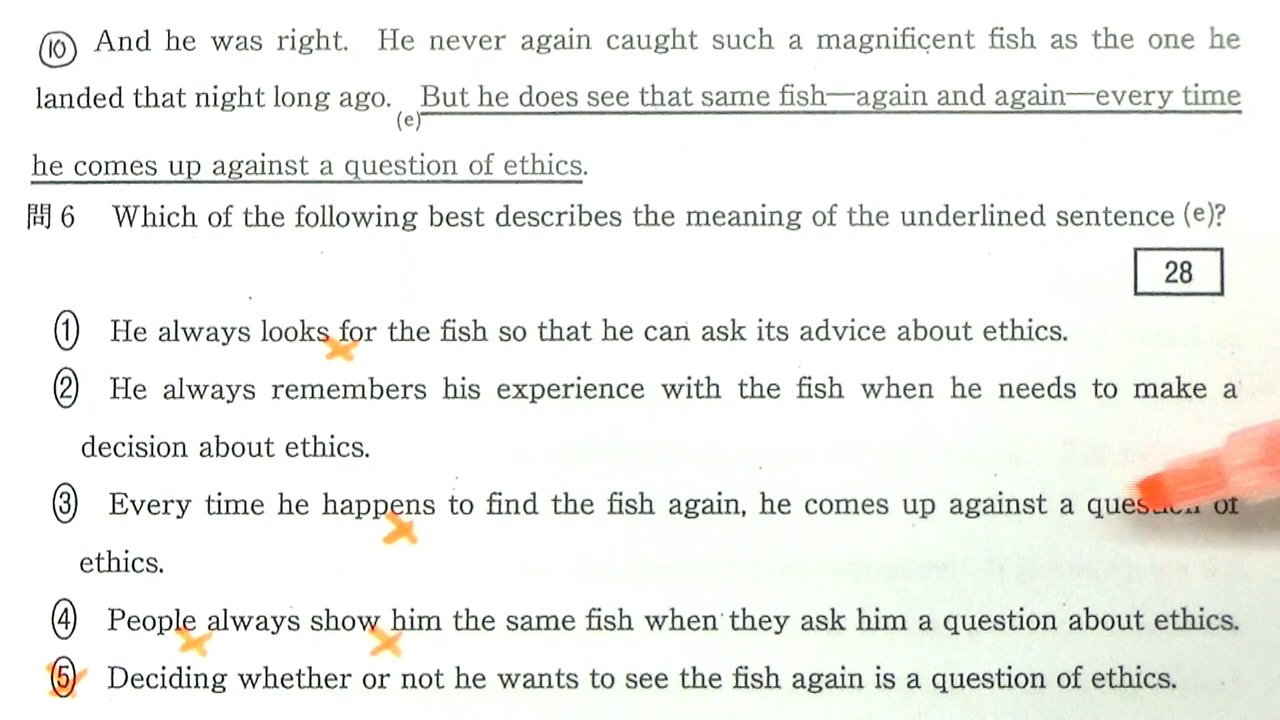 ⑩ And he was right. He never again caught such a magnificent fish as the one he
landed that night long ago. But he does see that same fish—again and again—every time
(e)
he comes up against a question of ethics.
問 6 Which of the following best describes the meaning of the underlined sentence (e)?
28
① He always looks for the fish so that he can ask its advice about ethics.
② He always remembers his experience with the fish when he needs to make a
decision about ethics.
③ Every time he happens to find the fish again, he comes up against a of
ethics.
④ People always show him the same fish when they ask him a question about ethics.
⑤ Deciding whether or not he wants to see the fish again is a question of ethics.